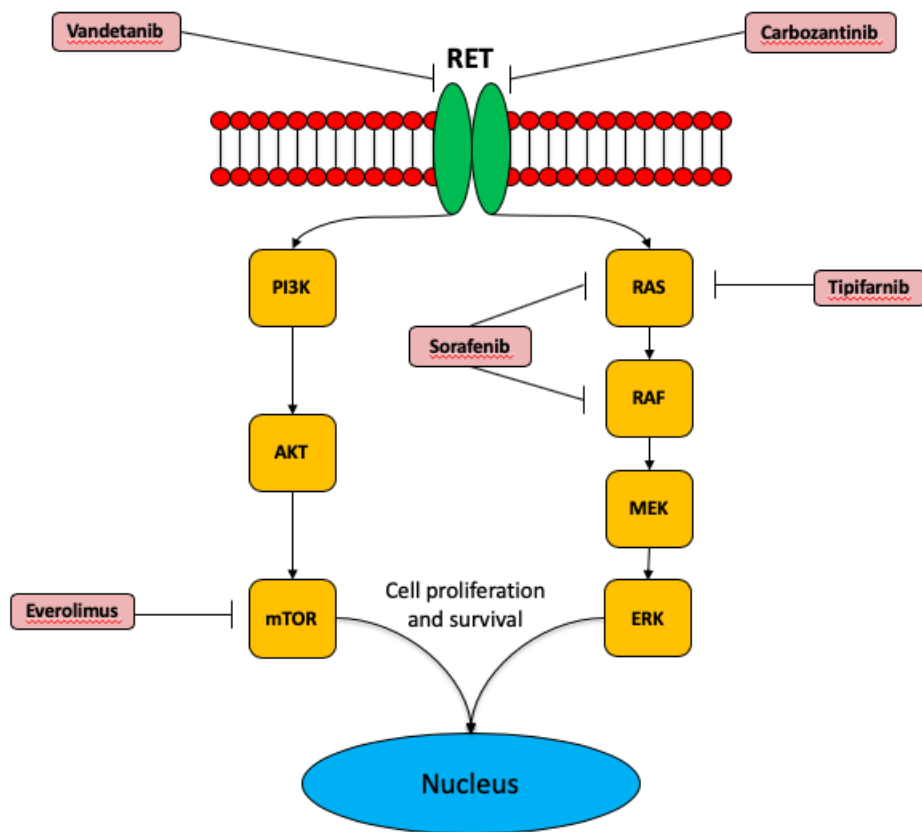 Vandetanib
Carbozantinib
RET
PI3K
RAS
Tipifarnib
Sorafenib
RAF
AKT
MEK
Everolimus
mTOR
Cell proliferation
and survival
ERK
Nucleus